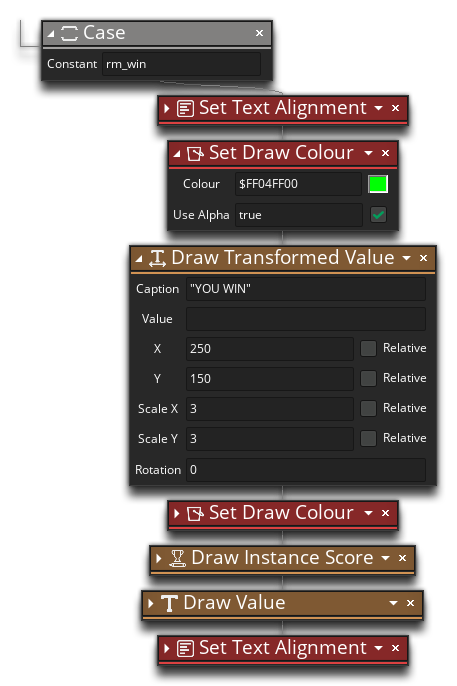 Case
Constant rm_win
Set Text Alignment
Set Draw Colour
Colour $FF04FF00
Use Alpha true
Draw Transformed Value
Caption "YOU WIN"
Value
X 250 Relative
Y 150 Relative
Scale X 3 Relative
Scale Y 3 Relative
Rotation 0
Set Draw Colour
Draw Instance Score
Draw Value
Set Text Alignment